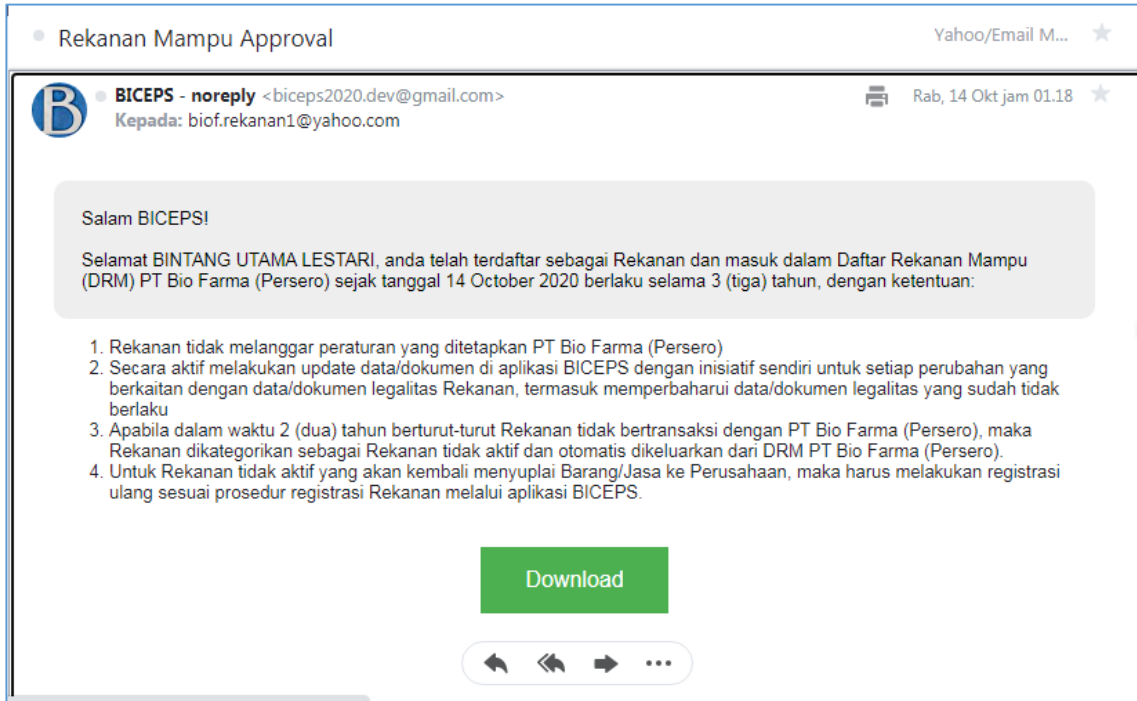 Rekanan Mampu Approval
Yahoo/Email M...
B
BICEPS - noreply <biceps2020.dev@gmail.com>
Rab, 14 Okt jam 01.18
Kepada: biof.rekanan1@yahoo.com
Salam BICEPS!
Selamat BINTANG UTAMA LESTARI, anda telah terdaftar sebagai Rekanan dan masuk dalam Daftar Rekanan Mampu
(DRM) PT Bio Farma (Persero) sejak tanggal 14 October 2020 berlaku selama 3 (tiga) tahun, dengan ketentuan:
1. Rekanan tidak melanggar peraturan yang ditetapkan PT Bio Farma (Persero)
2. Secara aktif melakukan update data/dokumen di aplikasi BICEPS dengan inisiatif sendiri untuk setiap perubahan yang
berkaitan dengan data/dokumen legalitas Rekanan, termasuk memperbaharui data/dokumen legalitas yang sudah tidak
berlaku
3. Apabila dalam waktu 2 (dua) tahun berturut-turut Rekanan tidak bertransaksi dengan PT Bio Farma (Persero), maka
Rekanan dikategorikan sebagai Rekanan tidak aktif dan otomatis dikeluarkan dari DRM PT Bio Farma (Persero).
4. Untuk Rekanan tidak aktif yang akan kembali menyuplai Barang/Jasa ke Perusahaan, maka harus melakukan registrasi
ulang sesuai prosedur registrasi Rekanan melalui aplikasi BICEPS.
Download